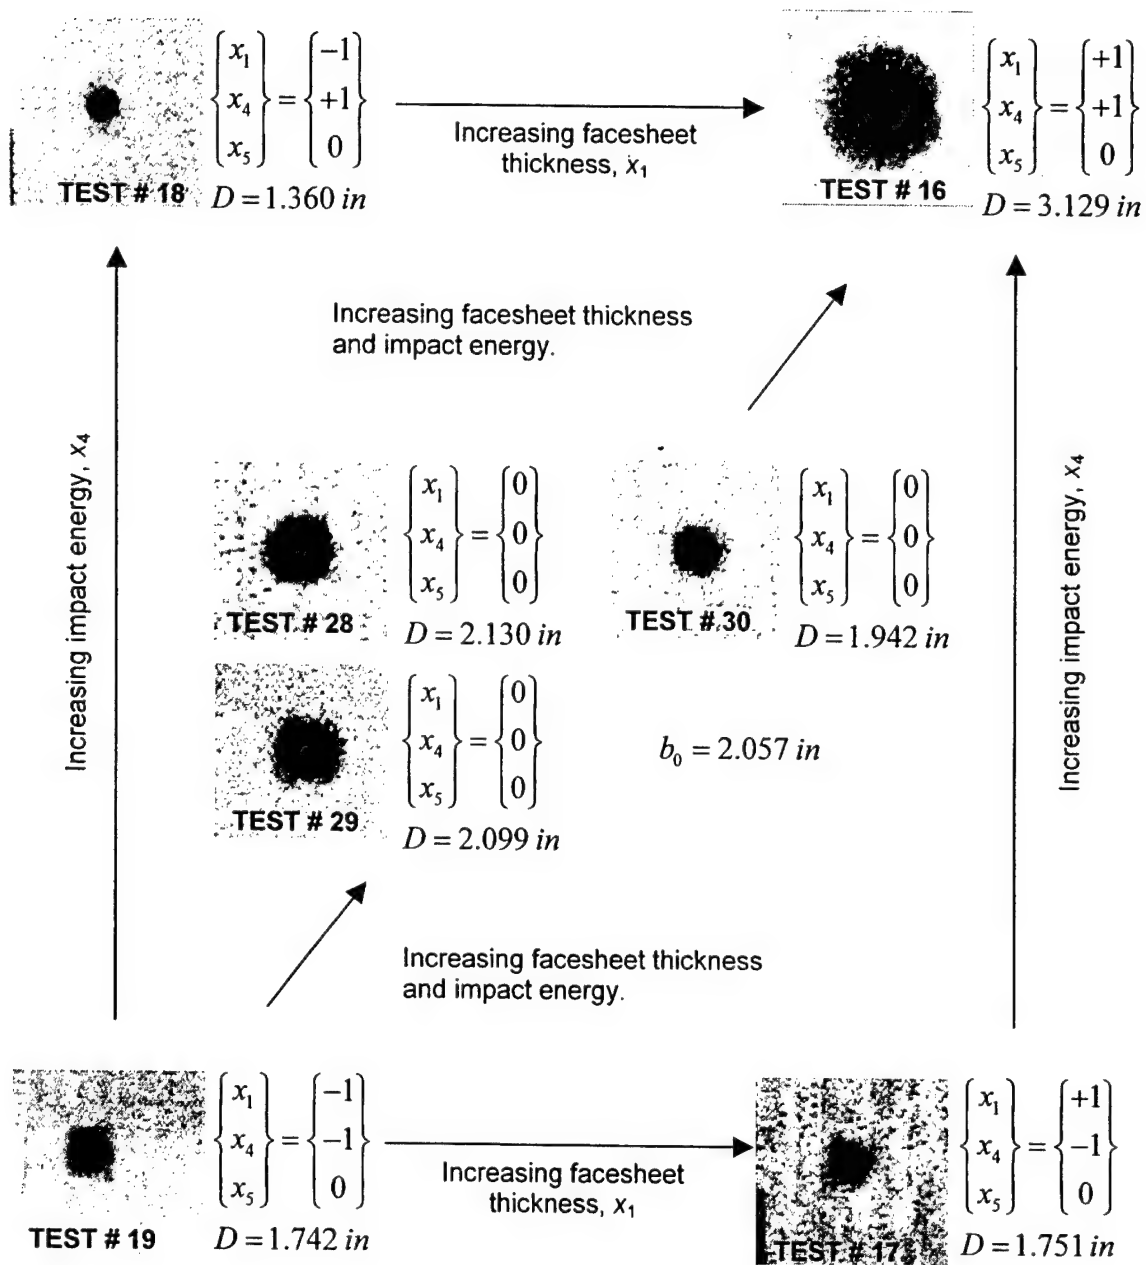 {x₁ x₄ x₅} = {−1 +1 0}
TEST # 18
D = 1.360 in
Increasing facesheet
thickness, x₁
{x₁ x₄ x₅} = {+1 +1 0}
TEST # 16
D = 3.129 in
Increasing facesheet thickness
and impact energy.
Increasing impact energy, x₄
Increasing impact energy, x₄
{x₁ x₄ x₅} = {0 0 0}
TEST # 28
D = 2.130 in
{x₁ x₄ x₅} = {0 0 0}
TEST # 30
D = 1.942 in
{x₁ x₄ x₅} = {0 0 0}
TEST # 29
D = 2.099 in
b₀ = 2.057 in
Increasing facesheet thickness
and impact energy.
{x₁ x₄ x₅} = {−1 −1 0}
TEST # 19
D = 1.742 in
Increasing facesheet
thickness, x₁
{x₁ x₄ x₅} = {+1 −1 0}
TEST # 17
D = 1.751 in